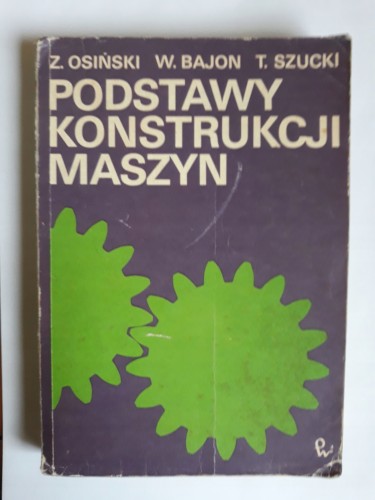 Z. OSIŃSKI W. BAJON T. SZUCKI
PODSTAWY
KONSTRUKCJI
MASZYN